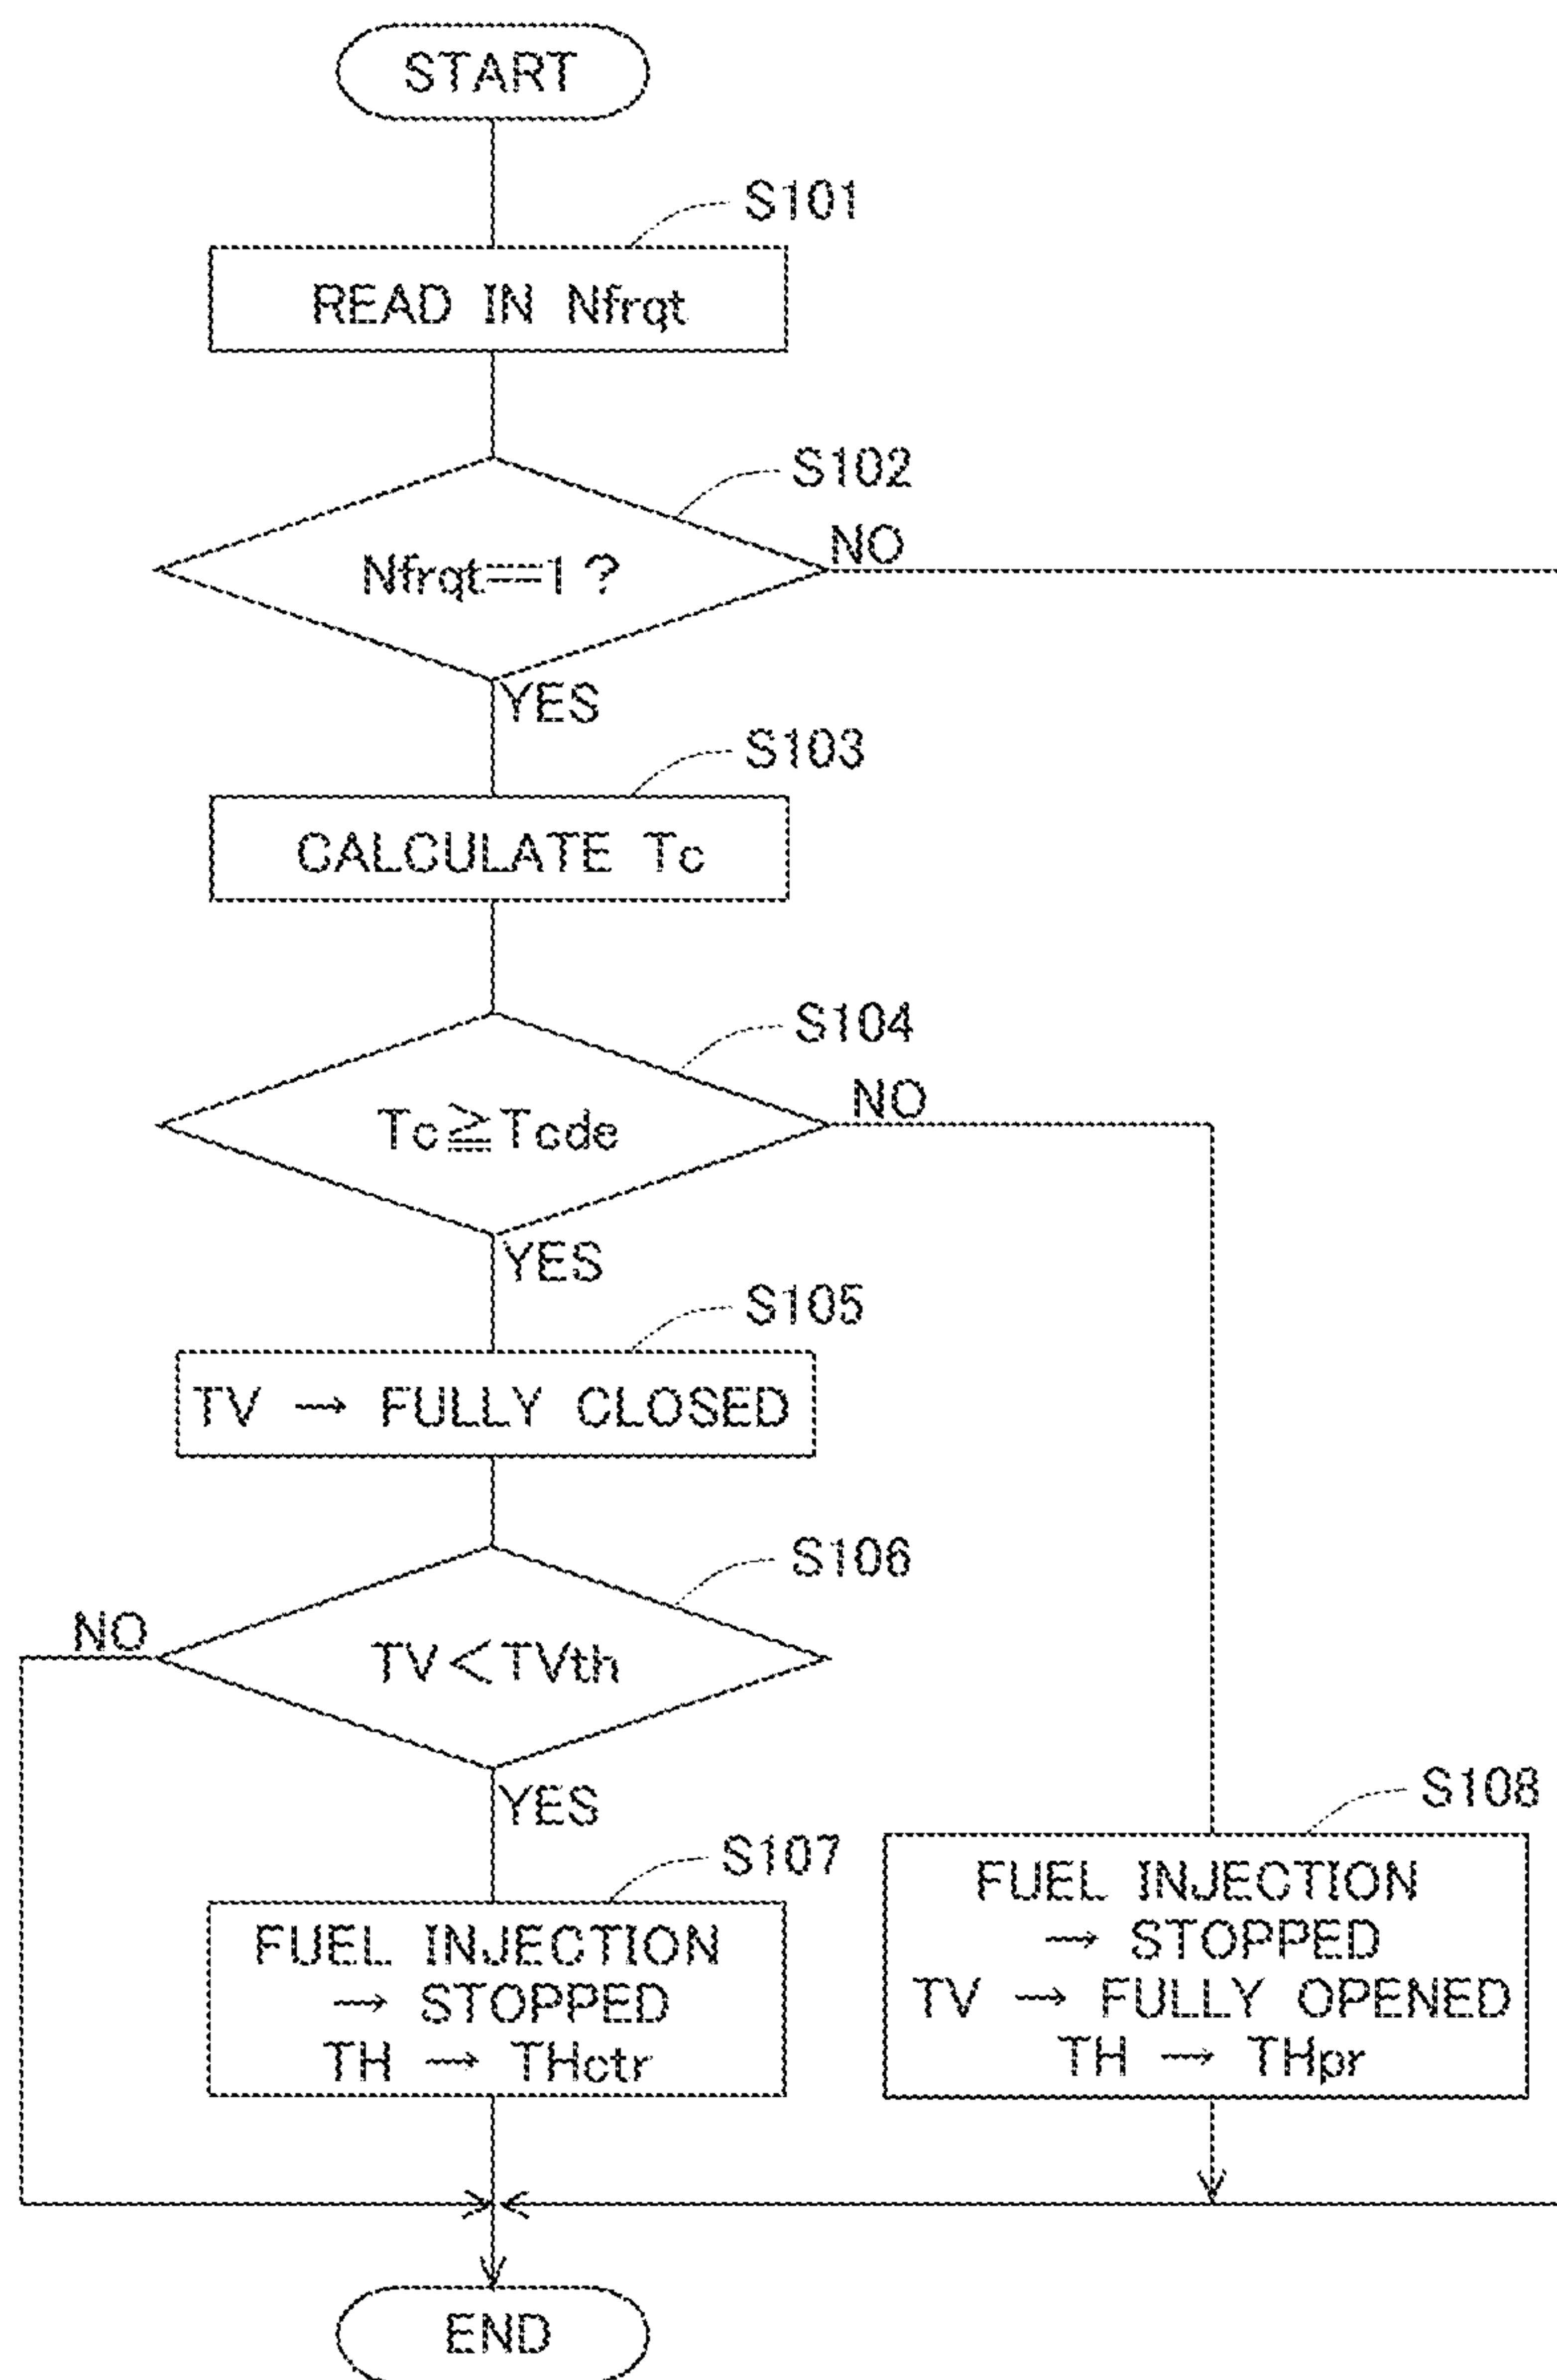 START
S101
READ IN Nfrqt
S102
Nfrqt==1?
NO
YES
S103
CALCULATE Tc
S104
Tc≧Tcde
NO
YES
S105
TV → FULLY CLOSED
S106
NO
TV<TVth
YES
S107
FUEL INJECTION
→ STOPPED
TH → THctr
S108
FUEL INJECTION
→ STOPPED
TV → FULLY OPENED
TH → THpr
END